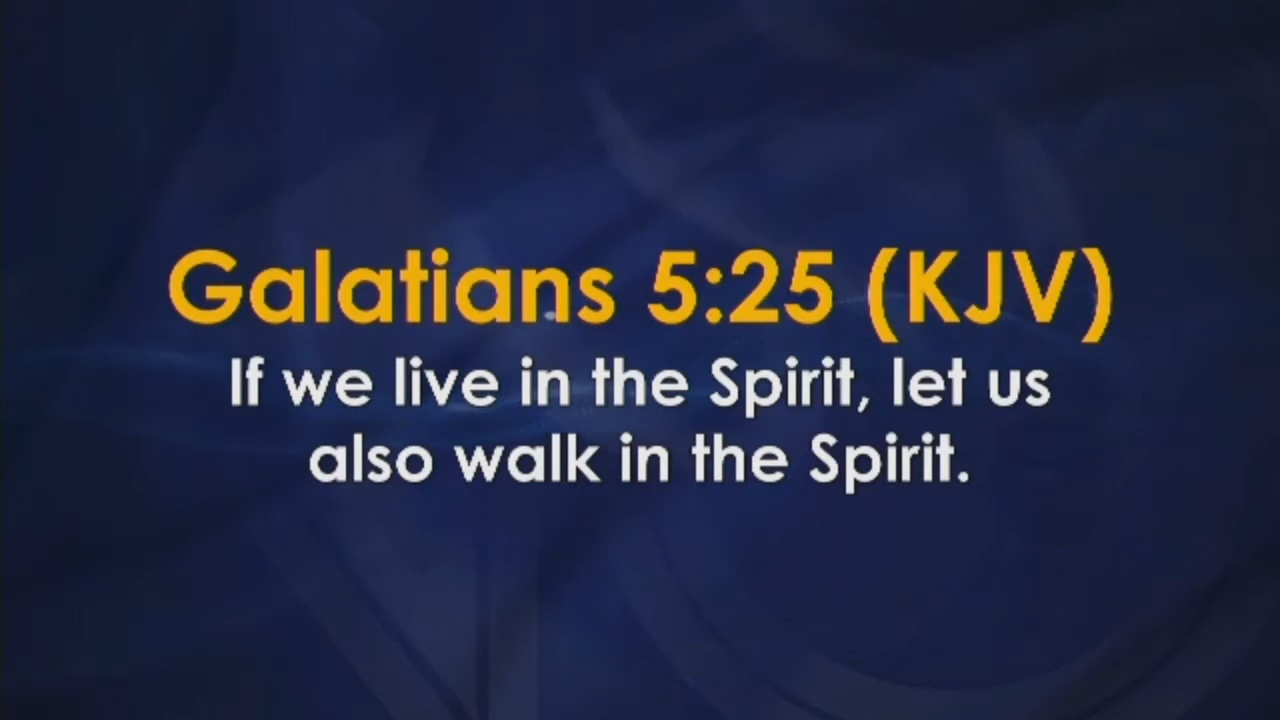 Galatians 5:25 (KJV)
If we live in the Spirit, let us
also walk in the Spirit.